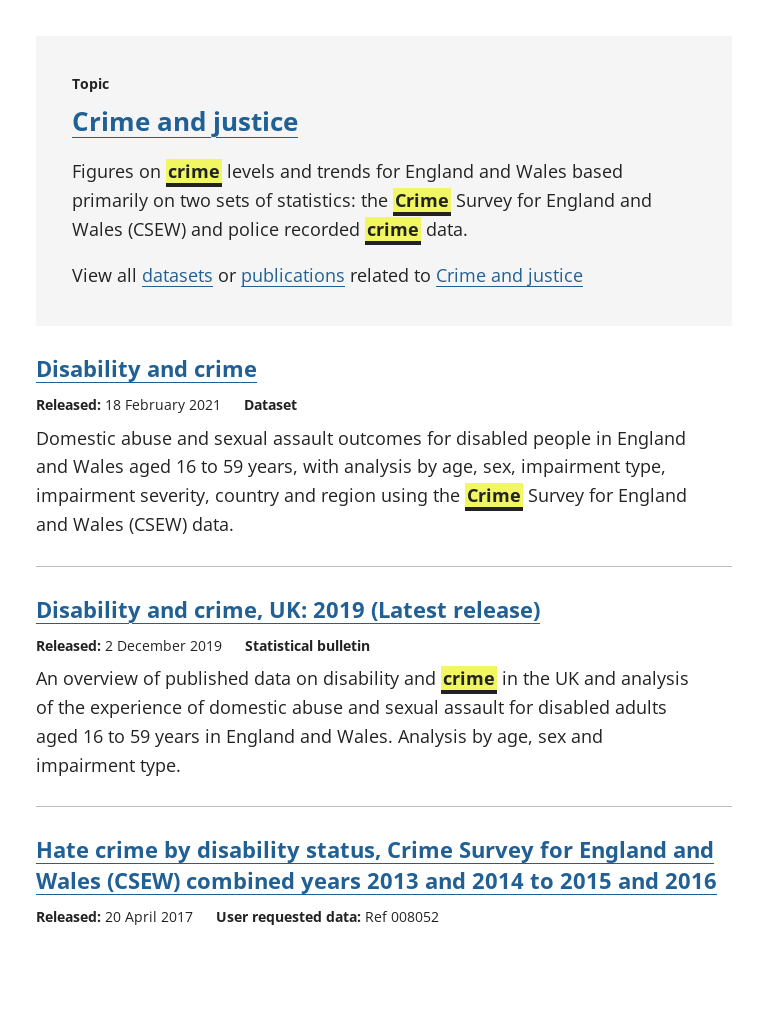 Topic
Crime and justice
Figures on crime levels and trends for England and Wales based
primarily on two sets of statistics: the Crime Survey for England and
Wales (CSEW) and police recorded crime data.
View all datasets or publications related to Crime and justice
Disability and crime
Released: 18 February 2021 Dataset
Domestic abuse and sexual assault outcomes for disabled people in England
and Wales aged 16 to 59 years, with analysis by age, sex, impairment type,
impairment severity, country and region using the Crime Survey for England
and Wales (CSEW) data.
Disability and crime, UK: 2019 (Latest release)
Released: 2 December 2019 Statistical bulletin
An overview of published data on disability and crime in the UK and analysis
of the experience of domestic abuse and sexual assault for disabled adults
aged 16 to 59 years in England and Wales. Analysis by age, sex and
impairment type.
Hate crime by disability status, Crime Survey for England and
Wales (CSEW) combined years 2013 and 2014 to 2015 and 2016
Released: 20 April 2017 User requested data: Ref 008052